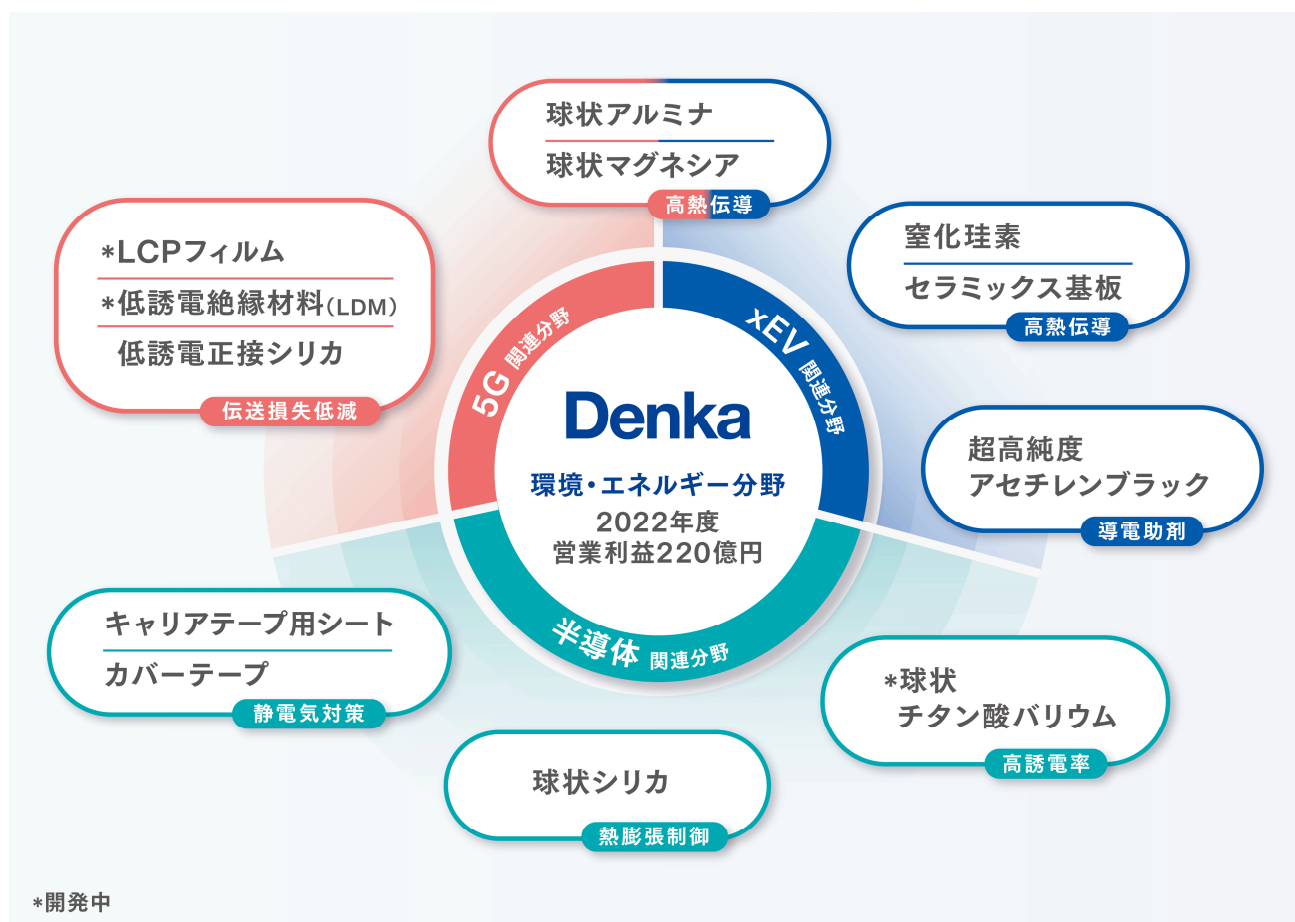 球状アルミナ
球状マグネシア
高熱伝導
*LCPフィルム
*低誘電絶縁材料(LDM)
低誘電正接シリカ
伝送損失低減
窒化珪素
セラミックス基板
高熱伝導
5G 関連分野
xEV 関連分野
Denka
環境・エネルギー分野
2022年度
営業利益220億円
超高純度
アセチレンブラック
導電助剤
半導体 関連分野
キャリアテープ用シート
カバーテープ
静電気対策
*球状
チタン酸バリウム
高誘電率
球状シリカ
熱膨張制御
*開発中